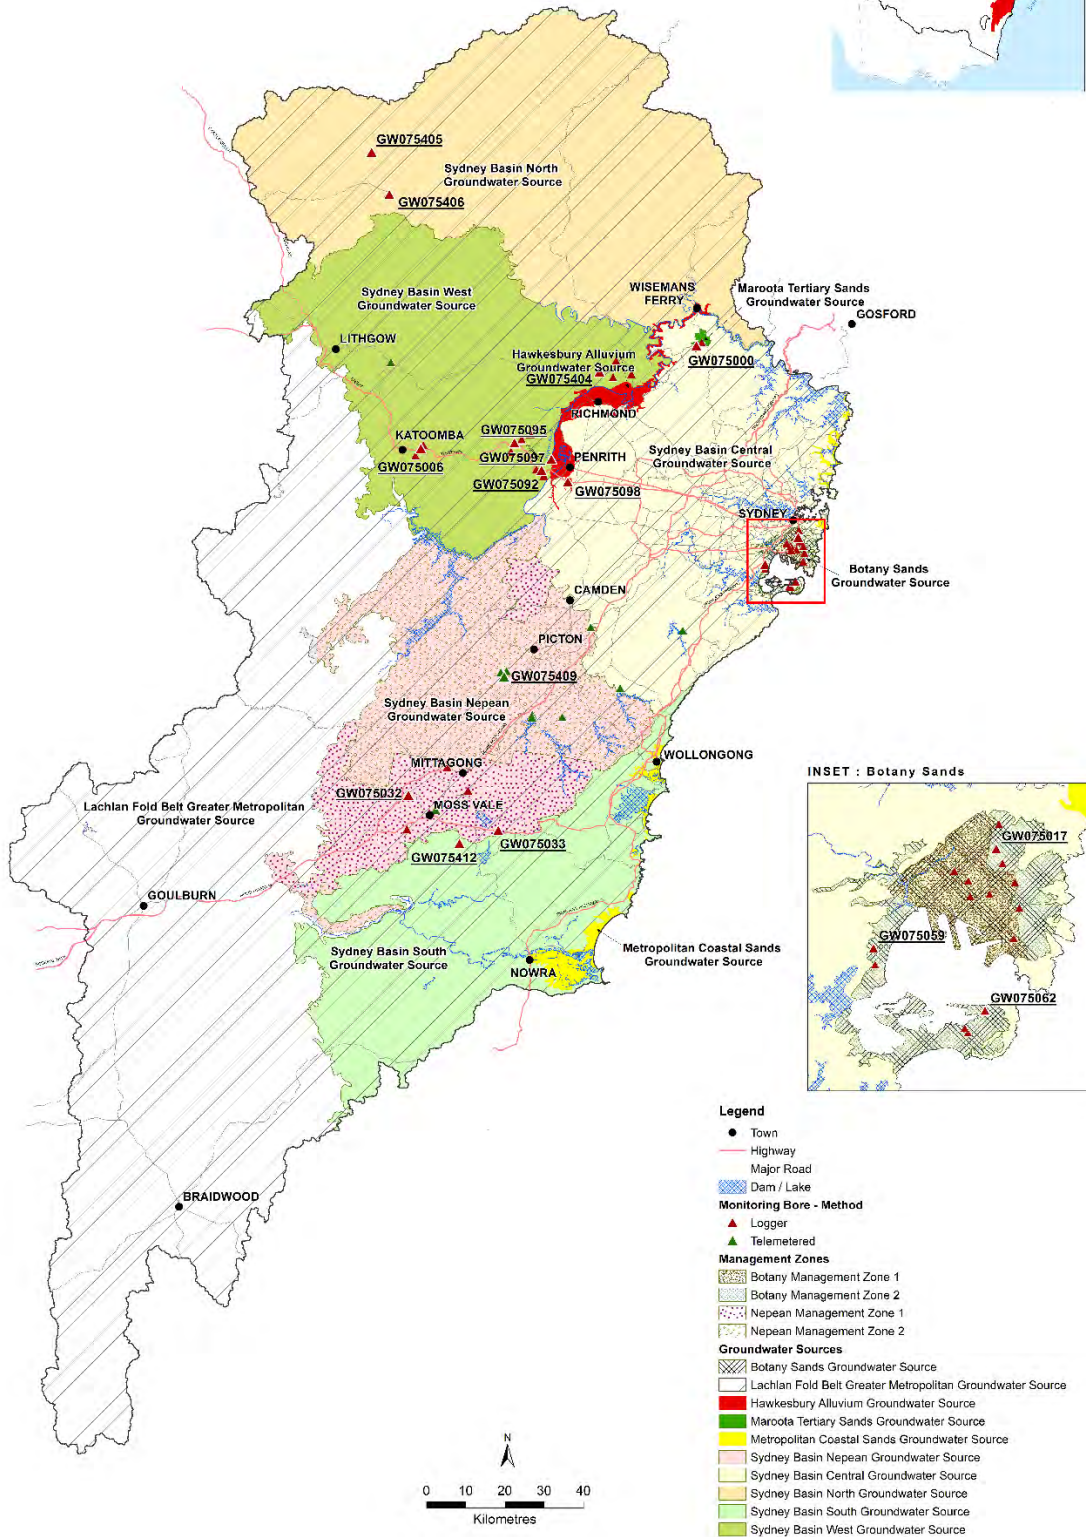 GW075405
Sydney Basin North
Groundwater Source
GW075406
Sydney Basin West
Groundwater Source
WISEMANS
FERRY
Maroota Tertiary Sands
Groundwater Source
GOSFORD
LITHGOW
Hawkesbury Alluvium
Groundwater Source
GW075000
GW075404
RICHMOND
KATOOMBA
GW075095
GW075006
GW075097
PENRITH
GW075092
GW075098
Sydney Basin Central
Groundwater Source
SYDNEY
Botany Sands
Groundwater Source
CAMDEN
PICTON
GW075409
Sydney Basin Nepean
Groundwater Source
MITTAGONG
WOLLONGONG
GW075032
MOSS VALE
Lachlan Fold Belt Greater Metropolitan
Groundwater Source
GW075033
GW075412
GOULBURN
Sydney Basin South
Groundwater Source
Metropolitan Coastal Sands
Groundwater Source
NOWRA
BRAIDWOOD
INSET : Botany Sands
GW075017
GW075059
GW075062
Legend
Town
Highway
Major Road
Dam / Lake
Monitoring Bore - Method
Logger
Telemetered
Management Zones
Botany Management Zone 1
Botany Management Zone 2
Nepean Management Zone 1
Nepean Management Zone 2
Groundwater Sources
Botany Sands Groundwater Source
Lachlan Fold Belt Greater Metropolitan Groundwater Source
Hawkesbury Alluvium Groundwater Source
Maroota Tertiary Sands Groundwater Source
Metropolitan Coastal Sands Groundwater Source
Sydney Basin Nepean Groundwater Source
Sydney Basin Central Groundwater Source
Sydney Basin North Groundwater Source
Sydney Basin South Groundwater Source
Sydney Basin West Groundwater Source
N
0 10 20 30 40
Kilometres